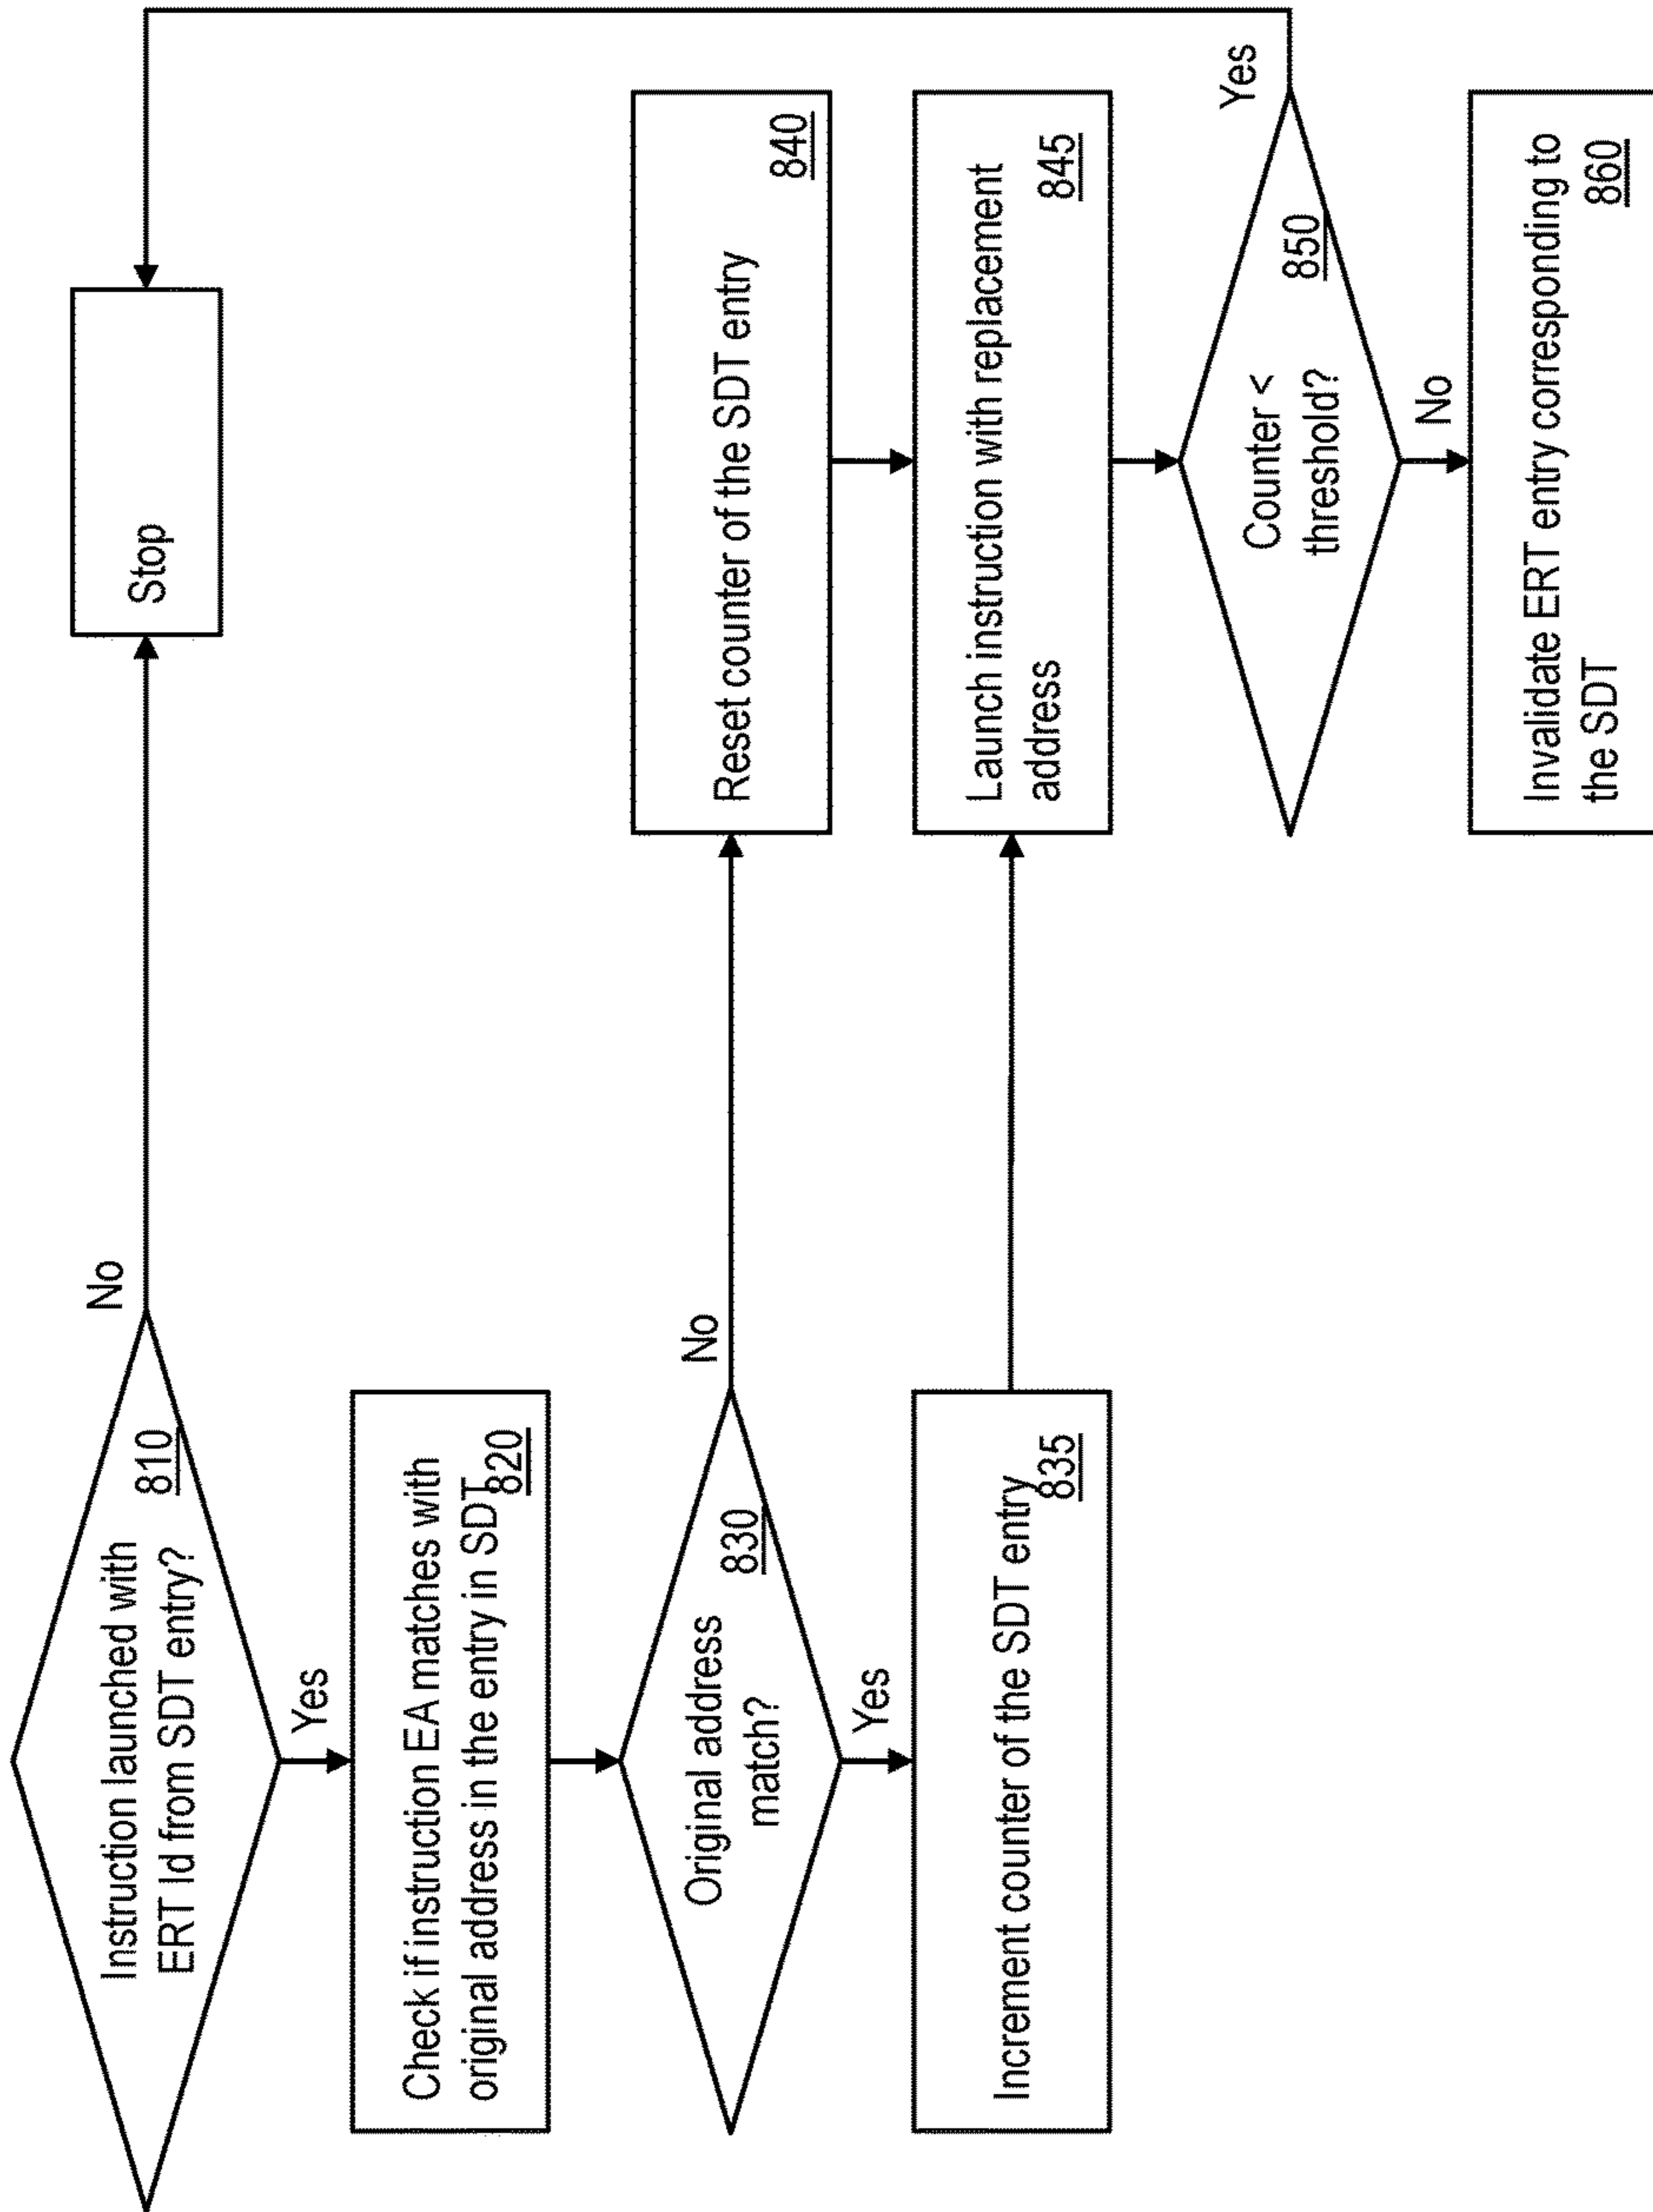 Instruction launched with
ERT Id from SDT entry?
810
No
Stop
Yes
Check if instruction EA matches with
original address in the entry in SDT
820
Original address
match?
830
No
Reset counter of the SDT entry
840
Yes
Increment counter of the SDT entry
835
Launch instruction with replacement
address
845
Counter <
threshold?
850
Yes
No
Invalidate ERT entry corresponding to
the SDT
860